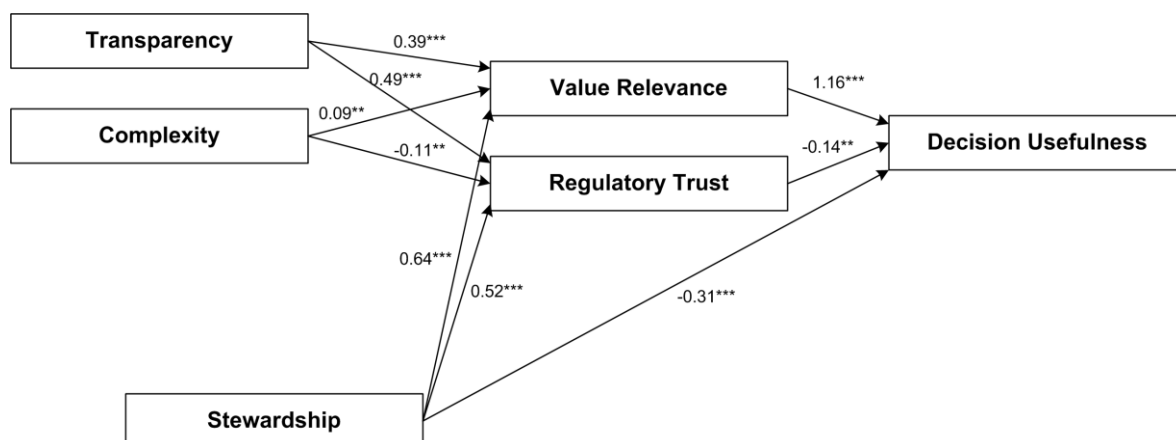 Transparency
0.39***
0.49***
Value Relevance
1.16***
Complexity
0.09**
-0.11**
Decision Usefulness
-0.14**
Regulatory Trust
0.64***
0.52***
-0.31***
Stewardship